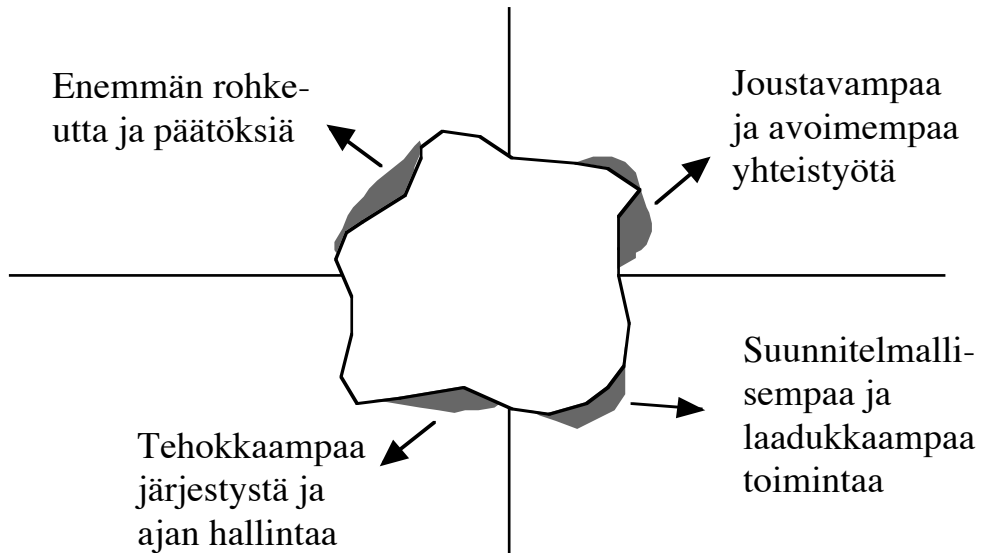 Enemmän rohke-
utta ja päätöksiä
Joustavampaa
ja avoimempaa
yhteistyötä
Tehokkaampaa
järjestystä ja
ajan hallintaa
Suunnitelmalli-
sempaa ja
laadukkaampaa
toimintaa